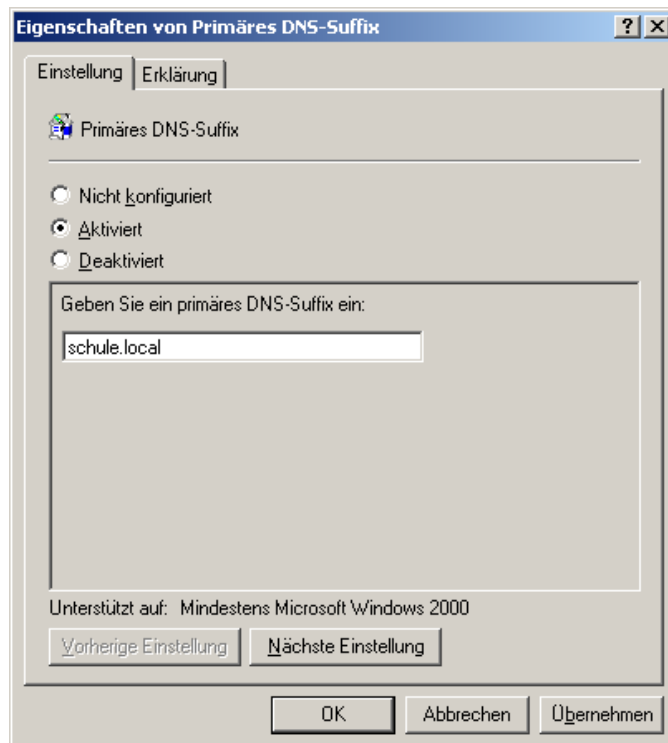 Eigenschaften von Primäres DNS-Suffix
Einstellung Erklärung
Primäres DNS-Suffix
Nicht konfiguriert
Aktiviert
Deaktiviert
Geben Sie ein primäres DNS-Suffix ein:
schule.local
Unterstützt auf: Mindestens Microsoft Windows 2000
Vorherige Einstellung Nächste Einstellung
OK Abbrechen Übernehmen